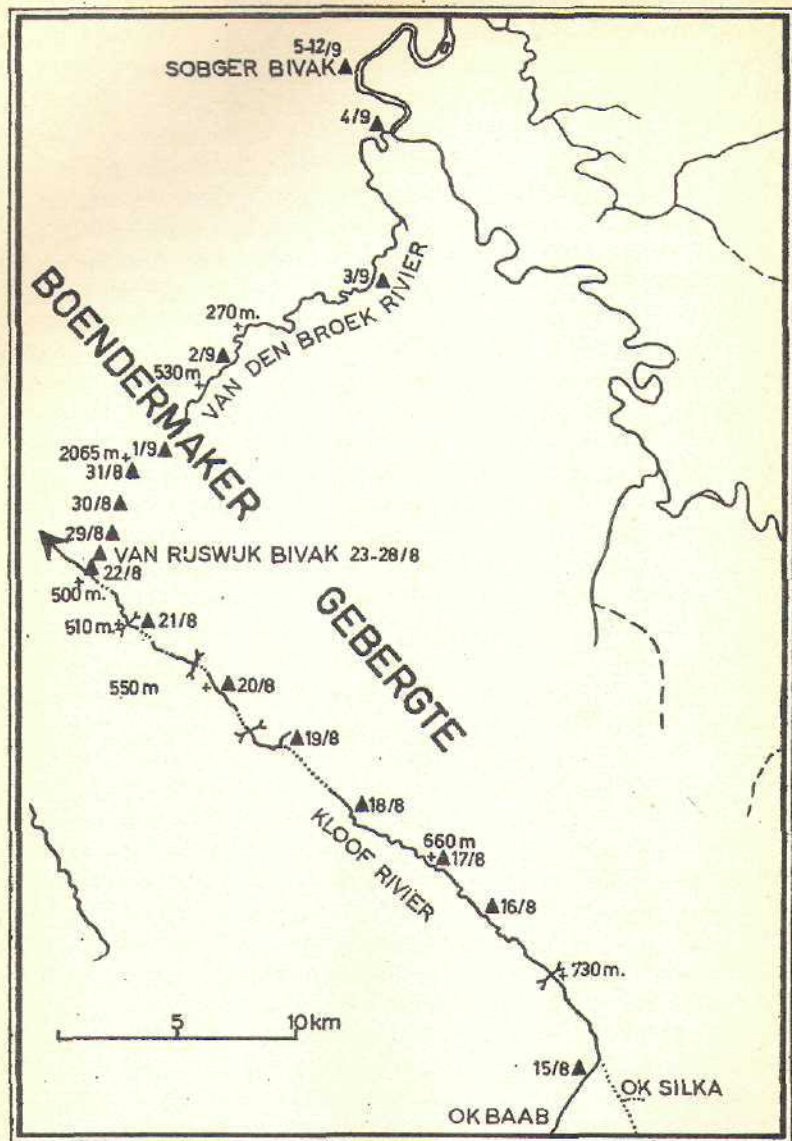 5-12/9
SOBGER BIVAK
4/9
3/9
270 m.
VAN DEN BROEK RIVIER
2/9
530 m
BOENDERMAKER
1/9
2065 m
31/8
30/8
29/8
VAN RIJSWIJK BIVAK 23-28/8
22/8
500 m.
GEBERGTE
510 m.
21/8
550 m
20/8
19/8
18/8
KLOOF RIVIER
660 m
17/8
16/8
730 m.
5 10 km
15/8
OK SILKA
OK BAAB